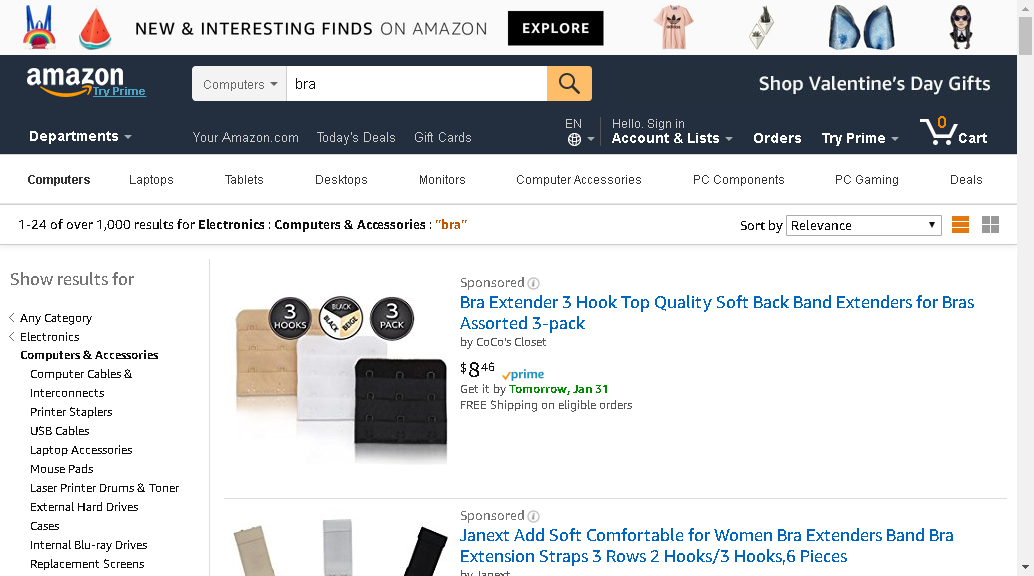 NEW & INTERESTING FINDS ON AMAZON
EXPLORE
amazon
Try Prime
Computers
bra
Shop Valentine's Day Gifts
Departments
Your Amazon.com
Today's Deals
Gift Cards
EN
Hello. Sign in
Account & Lists
Orders
Try Prime
0
Cart
Computers
Laptops
Tablets
Desktops
Monitors
Computer Accessories
PC Components
PC Gaming
Deals
1-24 of over 1,000 results for Electronics : Computers & Accessories : "bra"
Sort by
Relevance
Show results for
Any Category
Electronics
Computers & Accessories
Computer Cables &
Interconnects
Printer Staplers
USB Cables
Laptop Accessories
Mouse Pads
Laser Printer Drums & Toner
External Hard Drives
Cases
Internal Blu-ray Drives
Replacement Screens
3
HOOKS
BLACK
BLACK
BEIGE
3
PACK
Sponsored
Bra Extender 3 Hook Top Quality Soft Back Band Extenders for Bras
Assorted 3-pack
by CoCo's Closet
$8 46
prime
Get it by Tomorrow, Jan 31
FREE Shipping on eligible orders
Sponsored
Janext Add Soft Comfortable for Women Bra Extenders Band Bra
Extension Straps 3 Rows 2 Hooks/3 Hooks,6 Pieces
by Janext